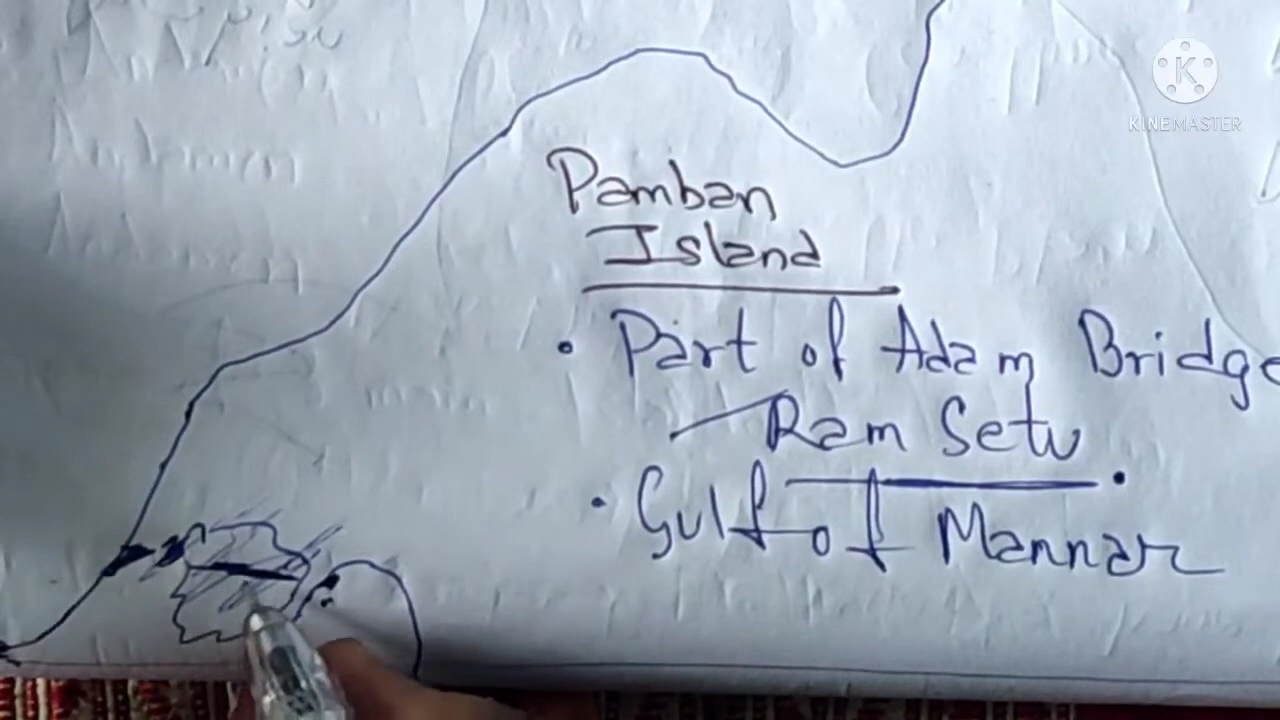 KINEMASTER
Pamban
Island
• Part of Adam Bridge
Ram Setu
• Gulf of Mannar